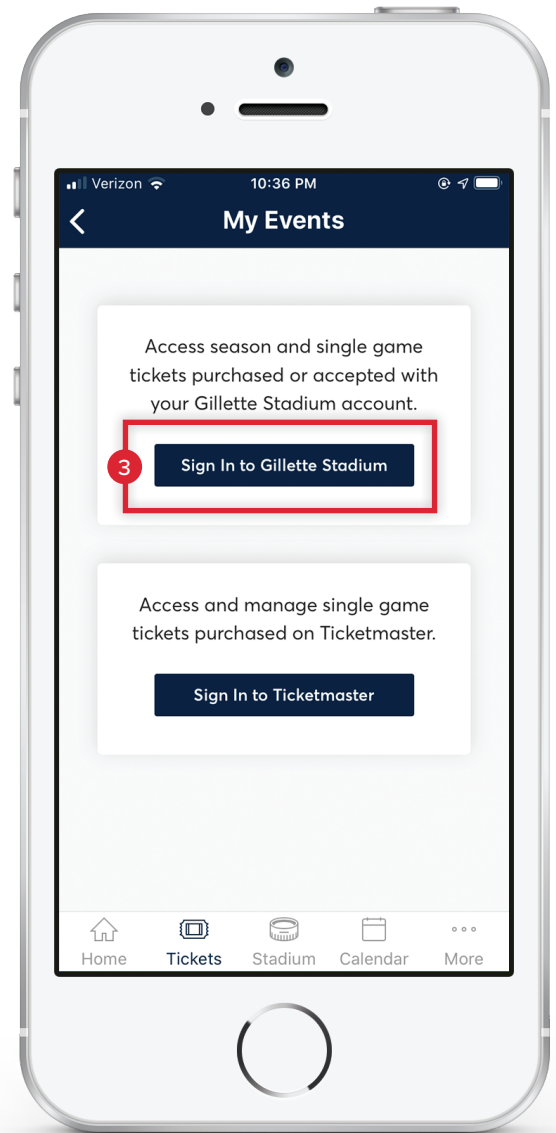 Verizon 10:36 PM
My Events
Access season and single game
tickets purchased or accepted with
your Gillette Stadium account.
3 Sign In to Gillette Stadium
Access and manage single game
tickets purchased on Ticketmaster.
Sign In to Ticketmaster
Home Tickets Stadium Calendar More